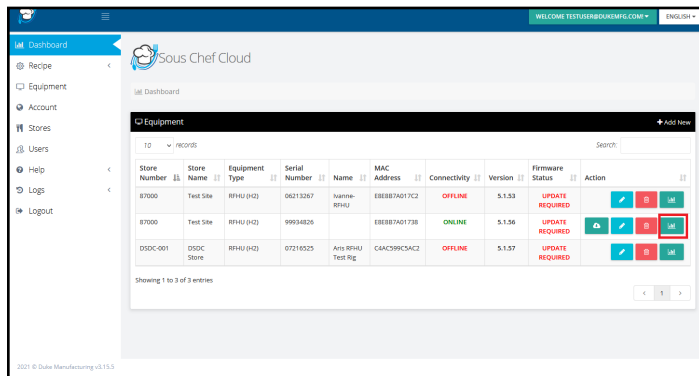 WELCOME TESTUSER@DUKEMFG.COM!
ENGLISH
Dashboard
Recipe
Equipment
Account
Stores
Users
Help
Logs
Logout
Sous Chef Cloud
Dashboard
Equipment
+ Add New
10 records
Search:
Store Number Store Name Equipment Type Serial Number Name MAC Address Connectivity Version Firmware Status Action
87000 Test Site RFHU (H2) 06213267 Ivanne-RFHU E8EBB7A017C2 OFFLINE 5.1.53 UPDATE REQUIRED
87000 Test Site RFHU (H2) 99934826 E8EBB7A01738 ONLINE 5.1.56 UPDATE REQUIRED
DSDC-001 DSDC Store RFHU (H2) 07216525 Aris RFHU Test Rig C4AC599C5AC2 OFFLINE 5.1.57 UPDATE REQUIRED
Showing 1 to 3 of 3 entries
< 1 >
2021 © Duke Manufacturing v3.15.5